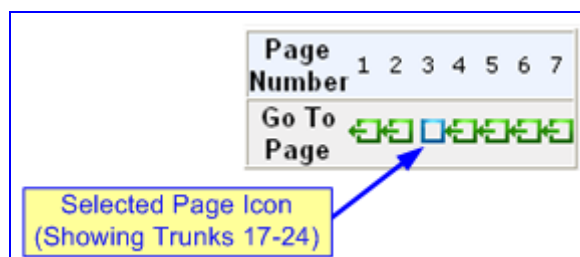 Page Number 1 2 3 4 5 6 7
Go To Page
Selected Page Icon
(Showing Trunks 17-24)